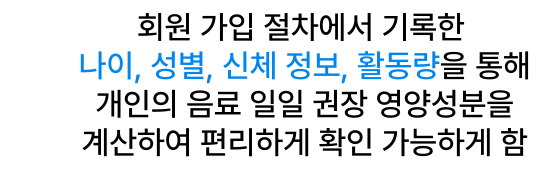 회원 가입 절차에서 기록한
나이, 성별, 신체 정보, 활동량을 통해
개인의 음료 일일 권장 영양성분을
계산하여 편리하게 확인 가능하게 함